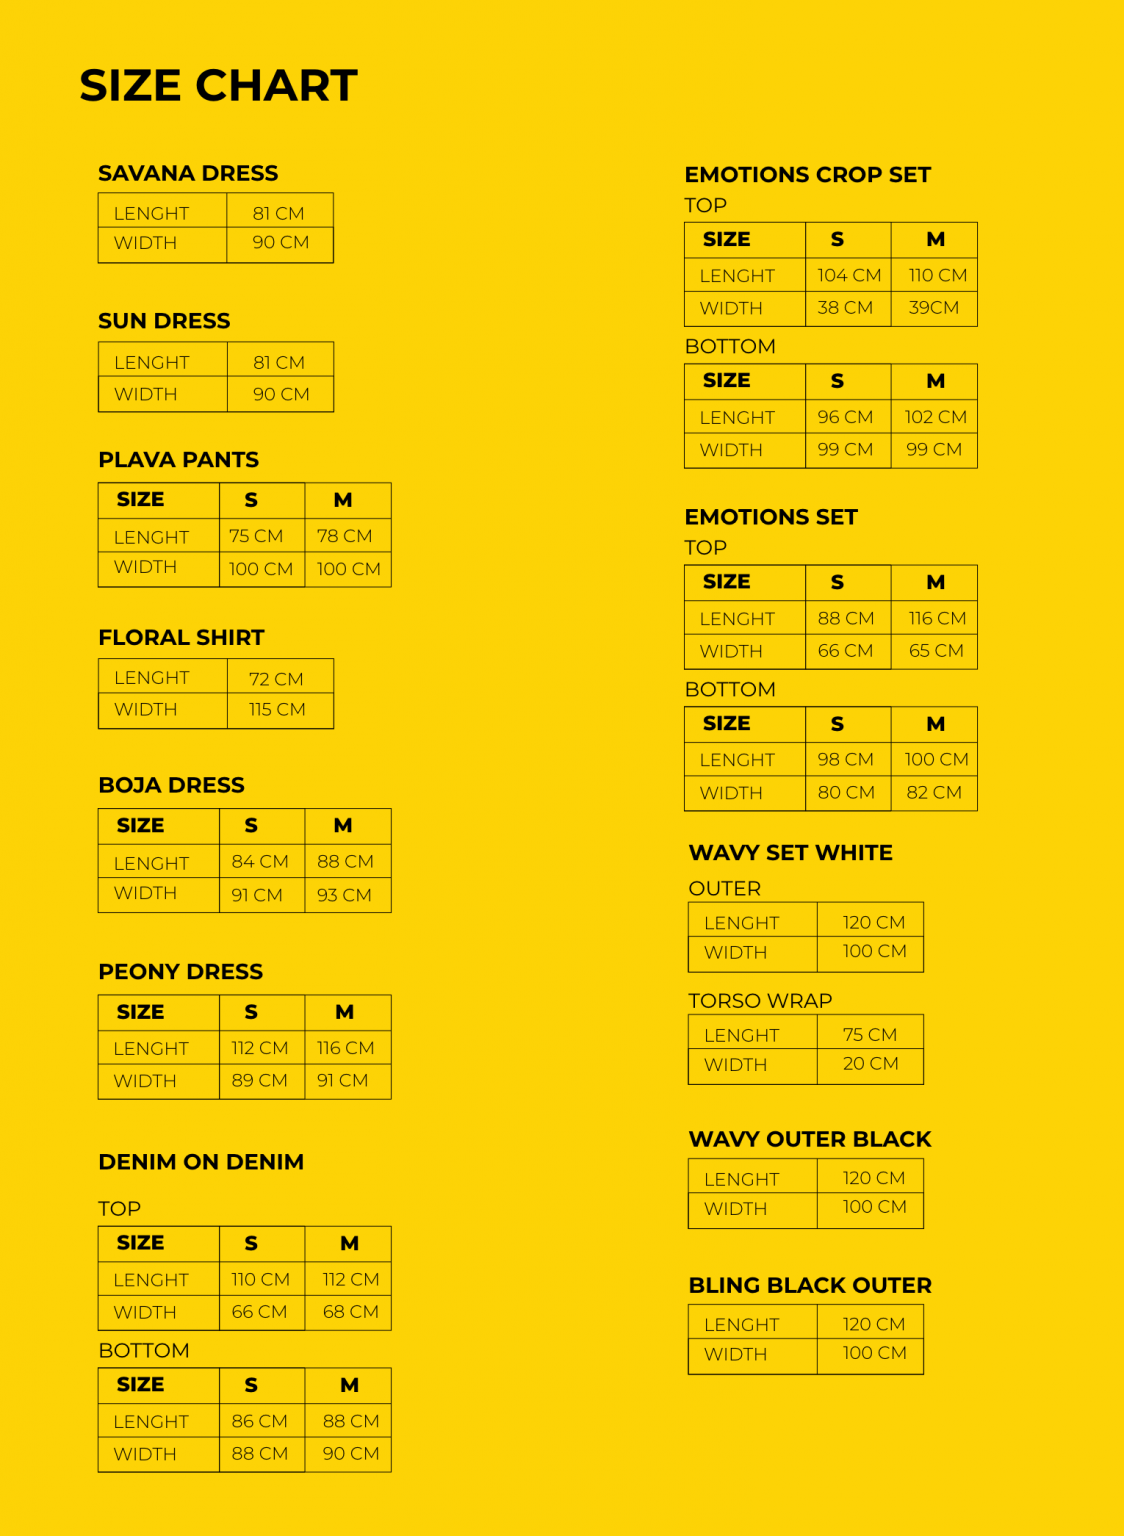 SIZE CHART
SAVANA DRESS
LENGHT 81 CM
WIDTH 90 CM
SUN DRESS
LENGHT 81 CM
WIDTH 90 CM
PLAVA PANTS
SIZE S M
LENGHT 75 CM 78 CM
WIDTH 100 CM 100 CM
FLORAL SHIRT
LENGHT 72 CM
WIDTH 115 CM
BOJA DRESS
SIZE S M
LENGHT 84 CM 88 CM
WIDTH 91 CM 93 CM
PEONY DRESS
SIZE S M
LENGHT 112 CM 116 CM
WIDTH 89 CM 91 CM
DENIM ON DENIM
TOP
SIZE S M
LENGHT 110 CM 112 CM
WIDTH 66 CM 68 CM
BOTTOM
SIZE S M
LENGHT 86 CM 88 CM
WIDTH 88 CM 90 CM
EMOTIONS CROP SET
TOP
SIZE S M
LENGHT 104 CM 110 CM
WIDTH 38 CM 39CM
BOTTOM
SIZE S M
LENGHT 96 CM 102 CM
WIDTH 99 CM 99 CM
EMOTIONS SET
TOP
SIZE S M
LENGHT 88 CM 116 CM
WIDTH 66 CM 65 CM
BOTTOM
SIZE S M
LENGHT 98 CM 100 CM
WIDTH 80 CM 82 CM
WAVY SET WHITE
OUTER
LENGHT 120 CM
WIDTH 100 CM
TORSO WRAP
LENGHT 75 CM
WIDTH 20 CM
WAVY OUTER BLACK
LENGHT 120 CM
WIDTH 100 CM
BLING BLACK OUTER
LENGHT 120 CM
WIDTH 100 CM